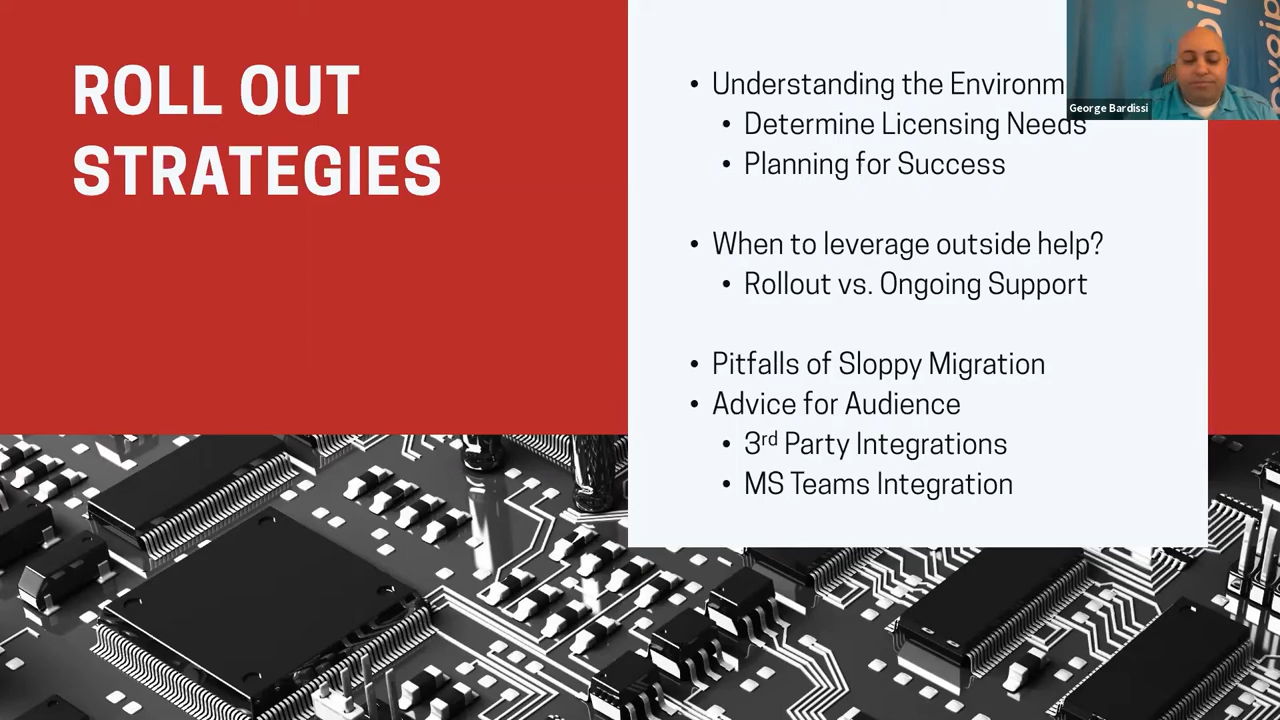 ROLL OUT
STRATEGIES
• Understanding the Environm
• Determine Licensing Needs
• Planning for Success
• When to leverage outside help?
• Rollout vs. Ongoing Support
• Pitfalls of Sloppy Migration
• Advice for Audience
• 3rd Party Integrations
• MS Teams Integration
George Bardissi